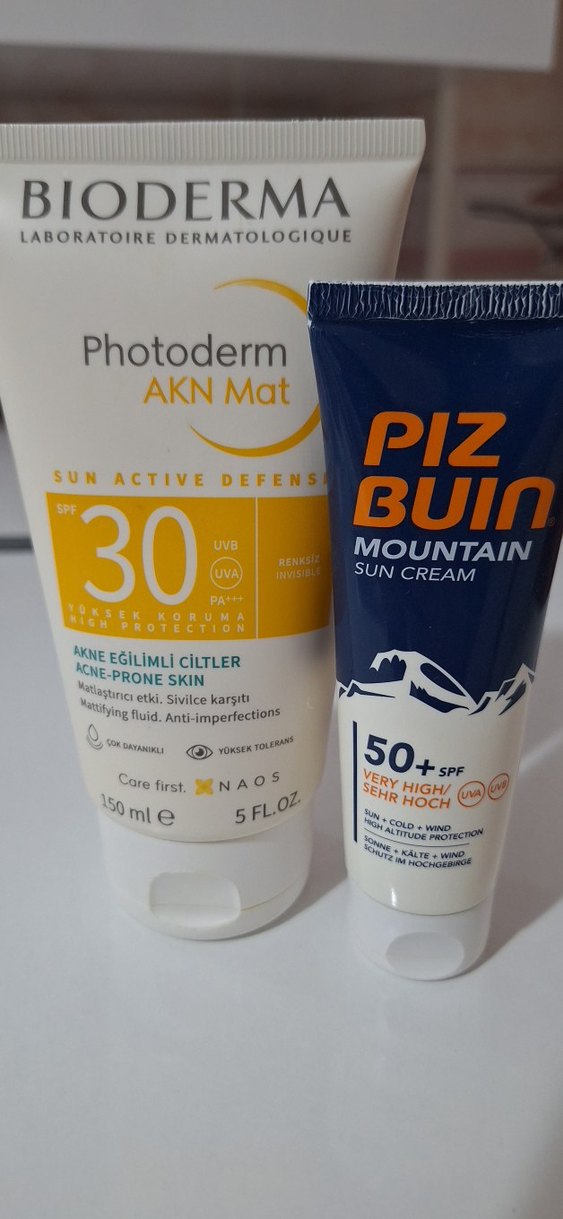 BIODERMA
LABORATOIRE DERMATOLOGIQUE
Photoderm
AKN Mat
SUN ACTIVE DEFENS
SPF
30
UVB
UVA
PA+++
RENKSİZ
INVISIBLE
YÜKSEK KORUMA
HIGH PROTECTION
AKNE EĞİLİMLİ CİLTLER
ACNE-PRONE SKIN
Matlaştırıcı etki. Sivilce karşıtı
Mattifying fluid. Anti-imperfections
ÇOK DAYANIKLI
YÜKSEK TOLERANS
Care first.
NAOS
150 ml e
5 FL.OZ.
PIZ
BUIN®
MOUNTAIN
SUN CREAM
50+ SPF
VERY HIGH/
SEHR HOCH
UVA
UVB
SUN + COLD + WIND
HIGH ALTITUDE PROTECTION
SONNE + KÄLTE + WIND
SCHUTZ IM HOCHGEBIRGE